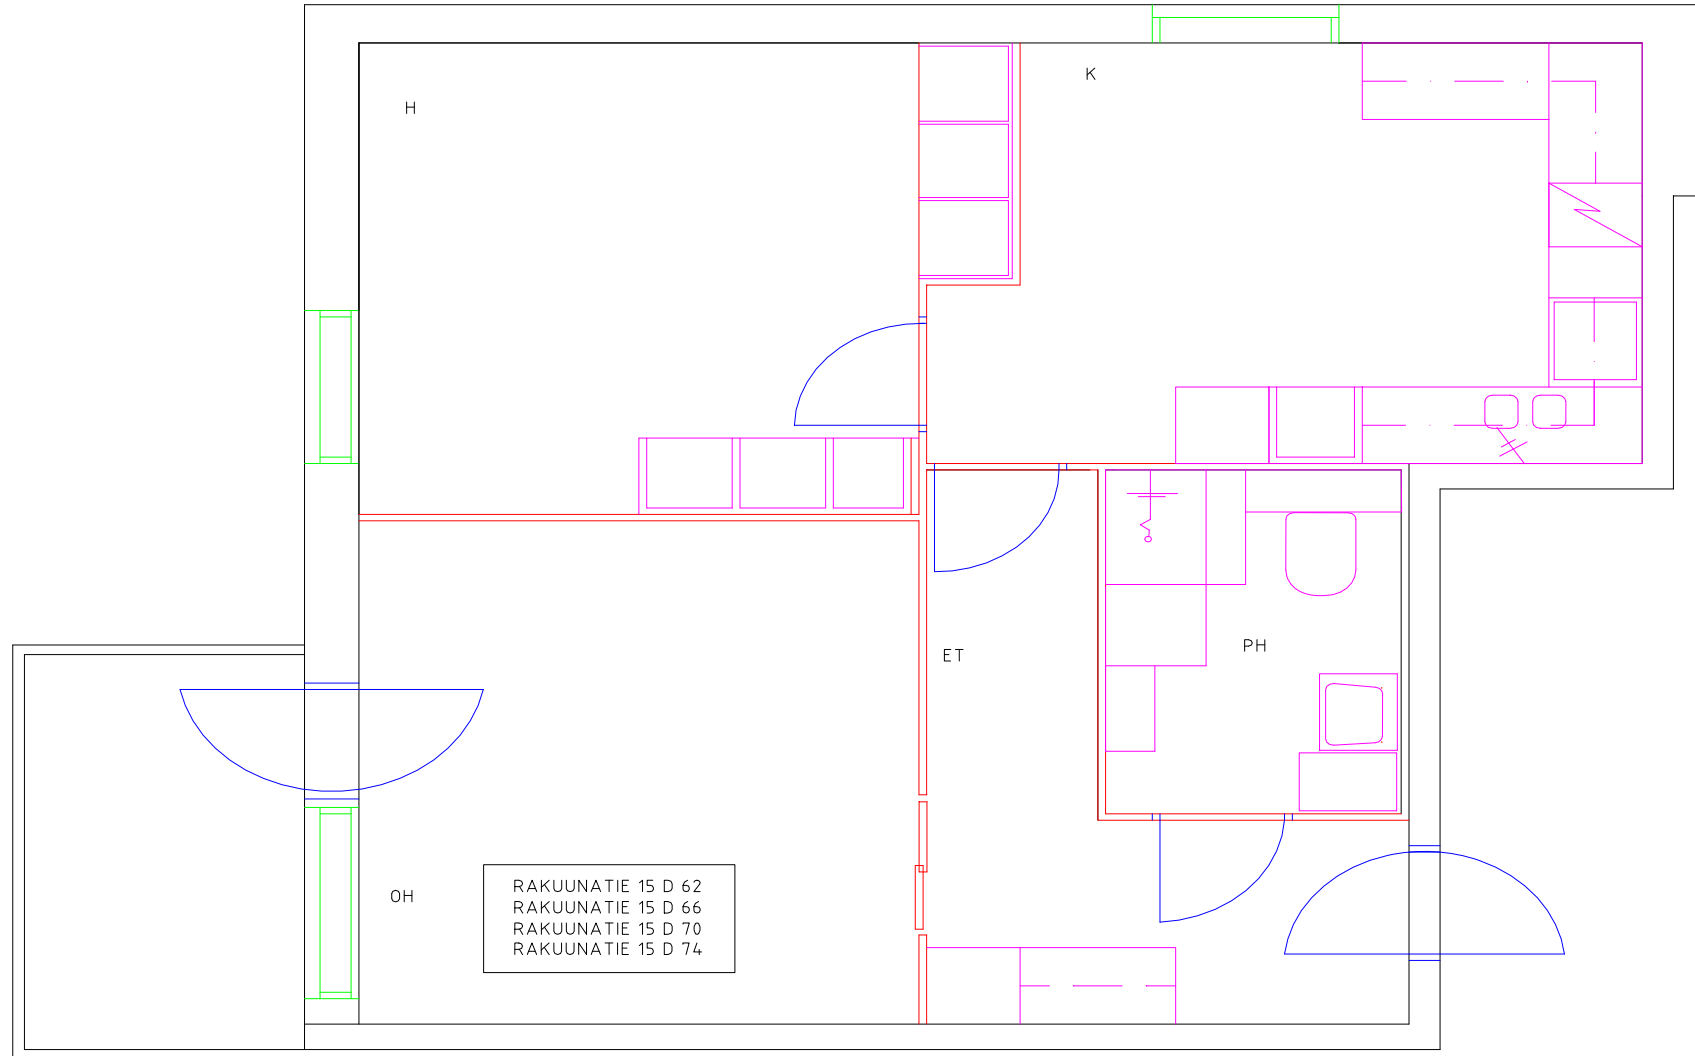 K
H
ET
PH
OH
RAKUUNATIE 15 D 62
RAKUUNATIE 15 D 66
RAKUUNATIE 15 D 70
RAKUUNATIE 15 D 74